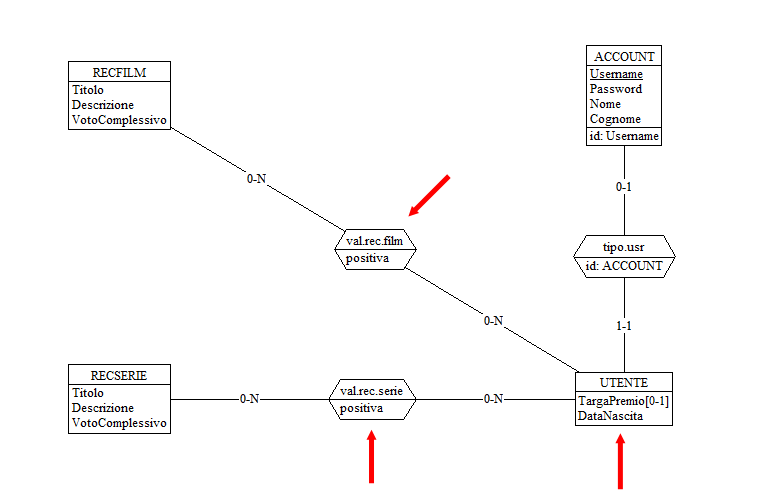 RECFILM
Titolo
Descrizione
VotoComplessivo
ACCOUNT
Username
Password
Nome
Cognome
id: Username
0-N
0-1
val.rec.film
positiva
tipo.usr
id: ACCOUNT
0-N
1-1
RECSERIE
Titolo
Descrizione
VotoComplessivo
0-N
val.rec.serie
positiva
0-N
UTENTE
TargaPremio[0-1]
DataNascita